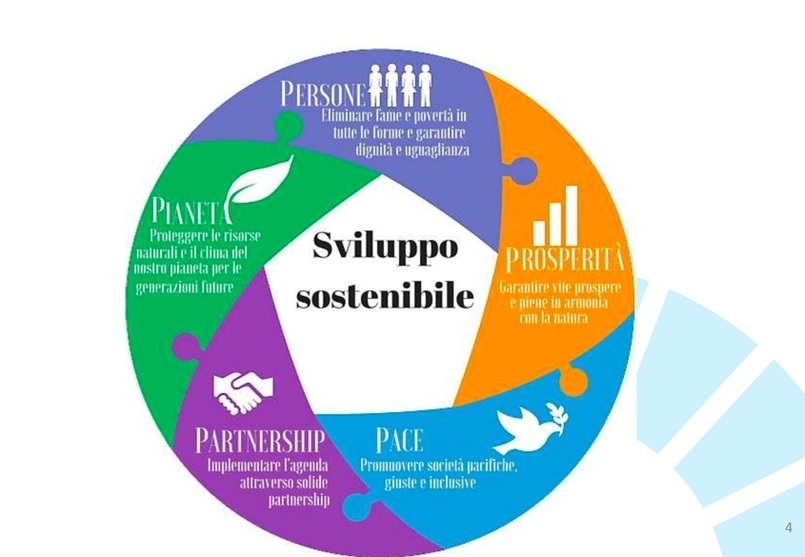 PERSONE
Eliminare fame e povertà in
tutte le forme e garantire
dignità e uguaglianza
PIANETA
Proteggere le risorse
naturali e il clima del
nostro pianeta per le
generazioni future
Sviluppo
sostenibile
PROSPERITÀ
Garantire vite prospere
e piene in armonia
con la natura
PARTNERSHIP
Implementare l'agenda
attraverso solide
partnership
PACE
Promuovere società pacifiche,
giuste e inclusive
4